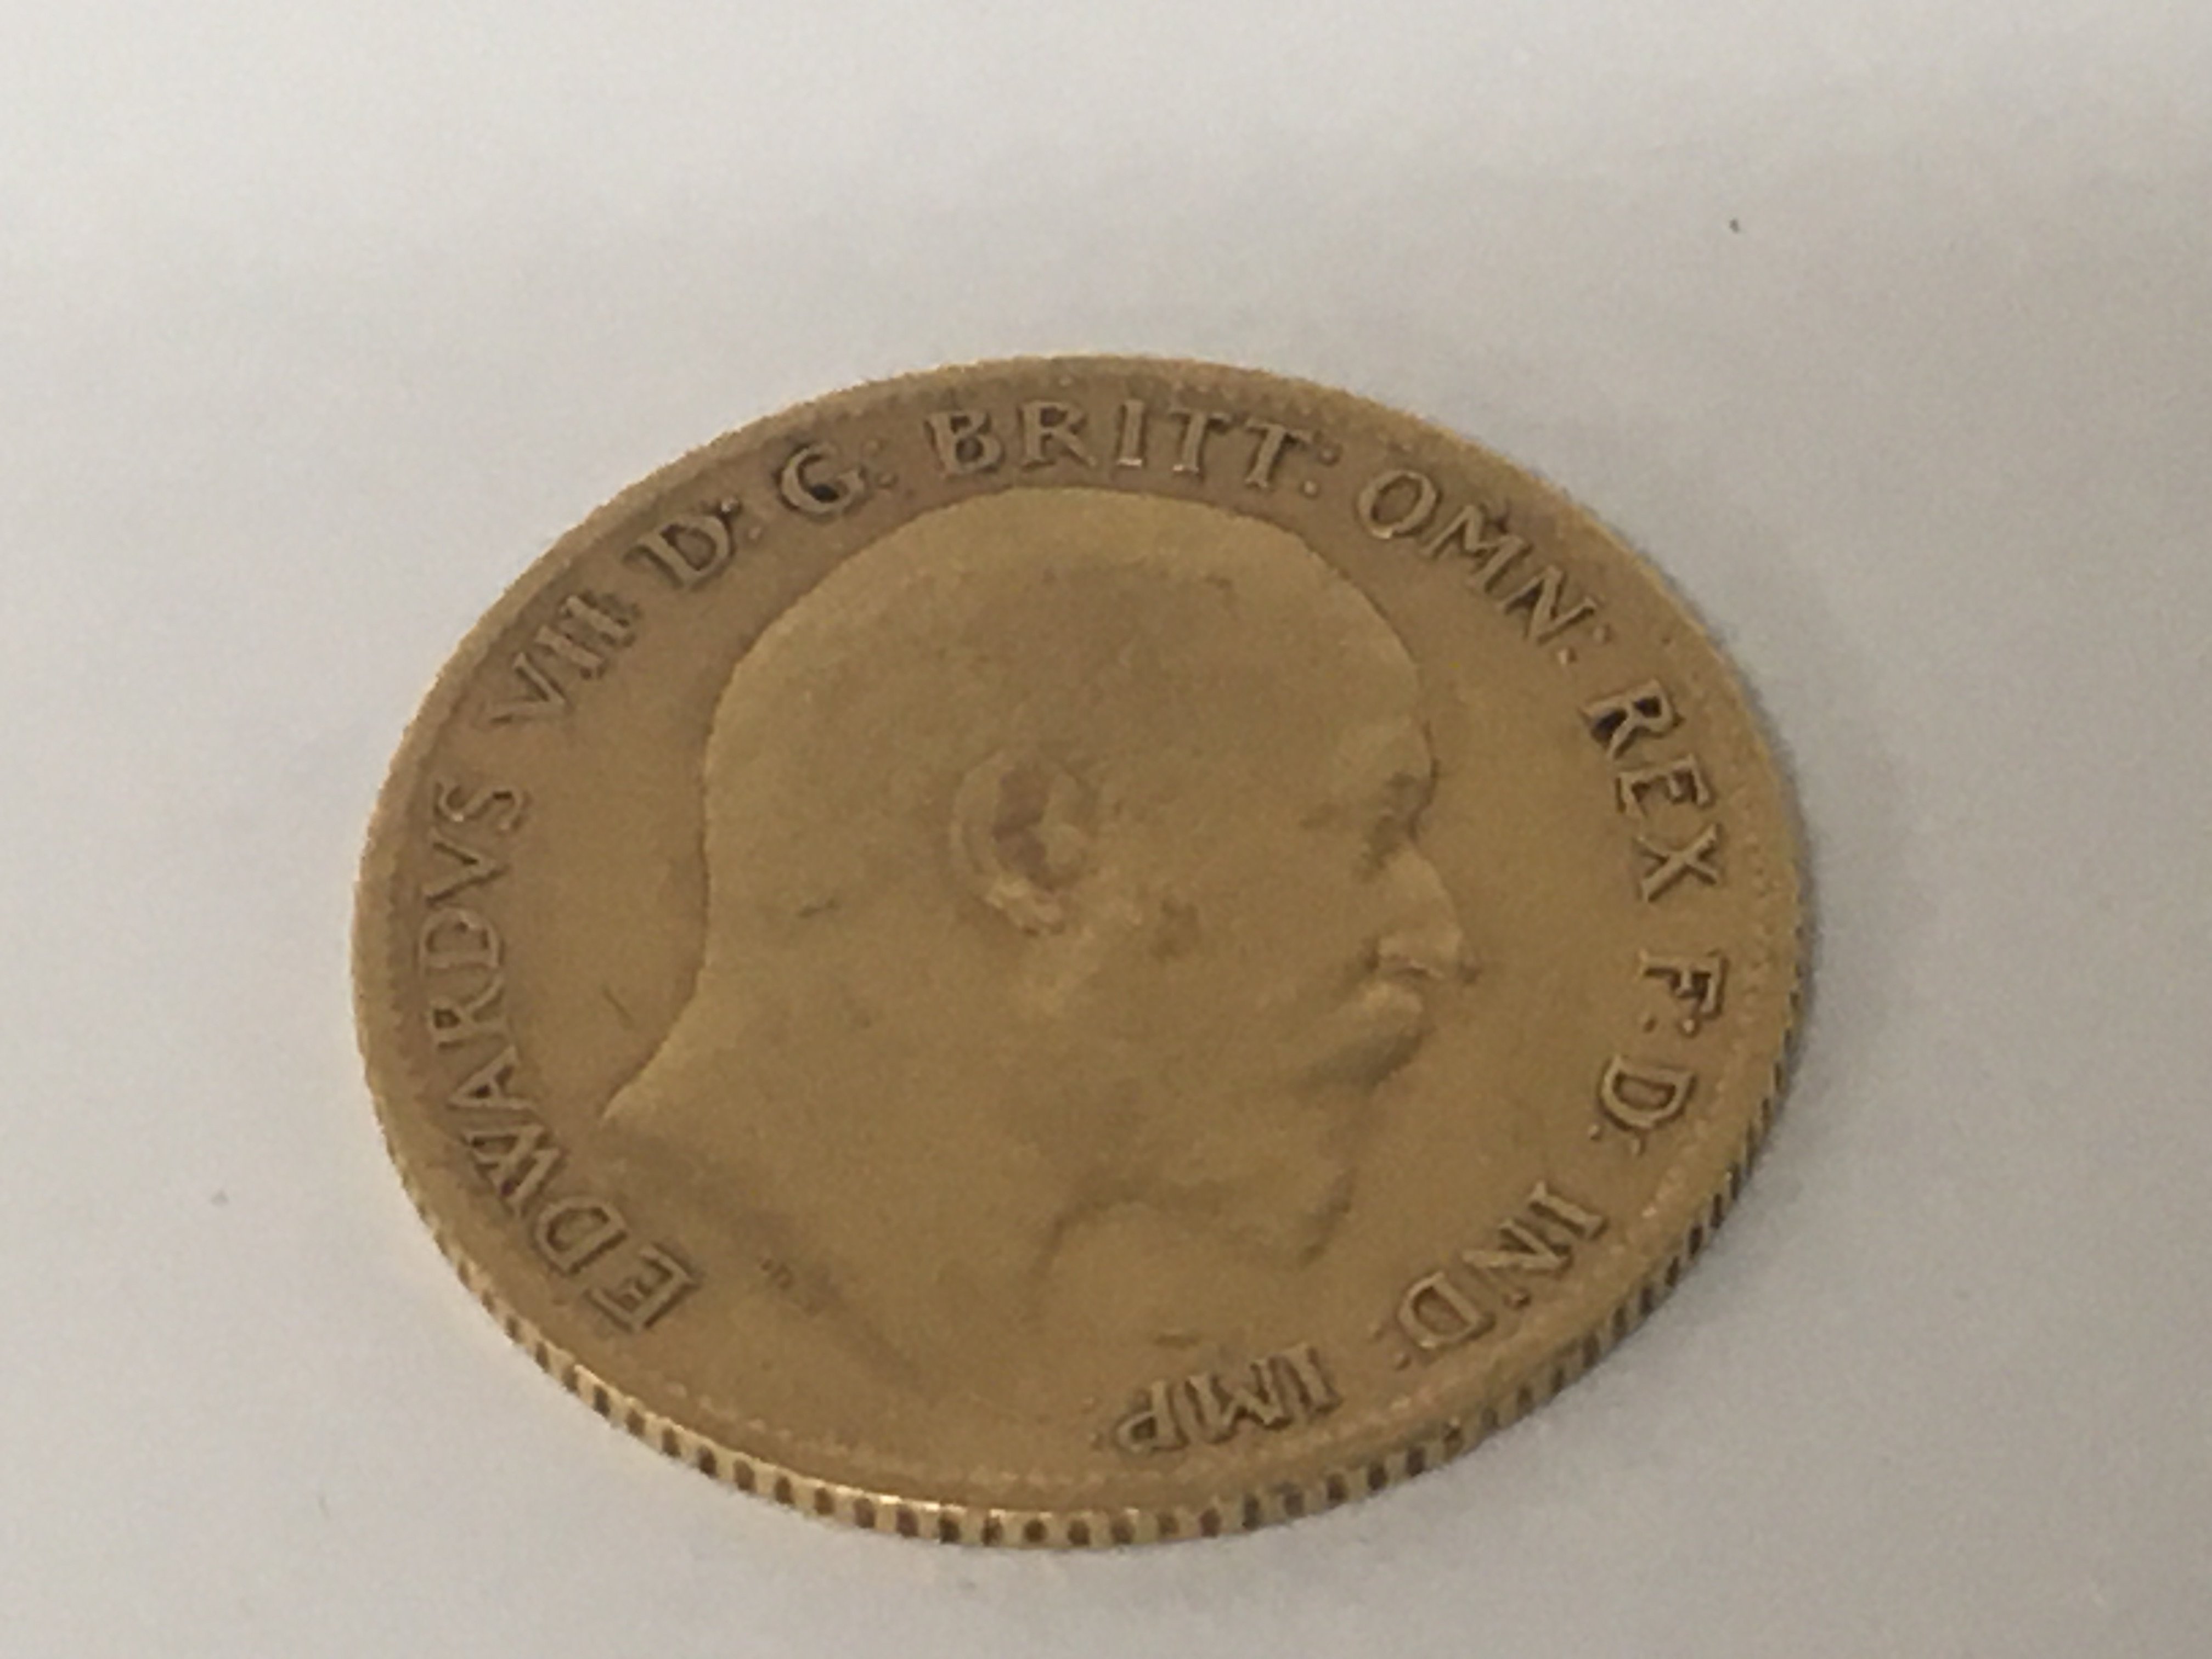 EDWARDVS VII D: G: BRITT: OMN: REX F: D: IND: IMP: